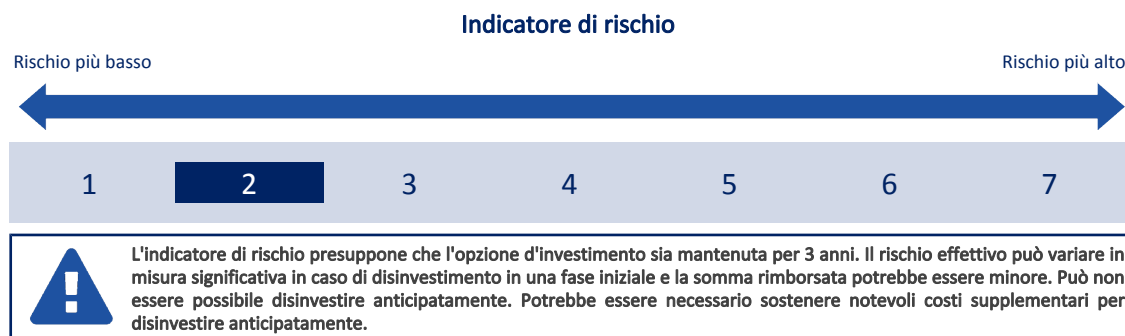 Indicatore di rischio
Rischio più basso
Rischio più alto
1 2 3 4 5 6 7
L'indicatore di rischio presuppone che l'opzione d'investimento sia mantenuta per 3 anni. Il rischio effettivo può variare in
misura significativa in caso di disinvestimento in una fase iniziale e la somma rimborsata potrebbe essere minore. Può non
essere possibile disinvestire anticipatamente. Potrebbe essere necessario sostenere notevoli costi supplementari per
disinvestire anticipatamente.